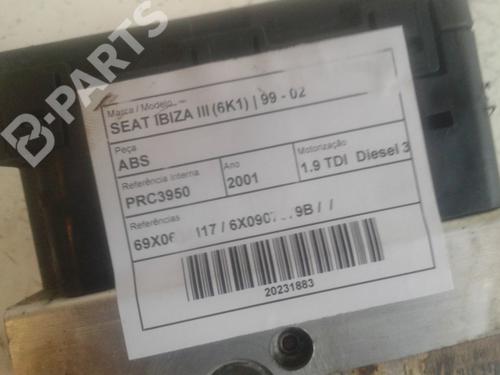 B-PARTS
Marca / Modelo
SEAT IBIZA III (6K1) | 99 - 02
Peça
ABS
Referência Interna
PRC3950
Ano
2001
Motorização
1.9 TDI Diesel 3
Referências
20231883